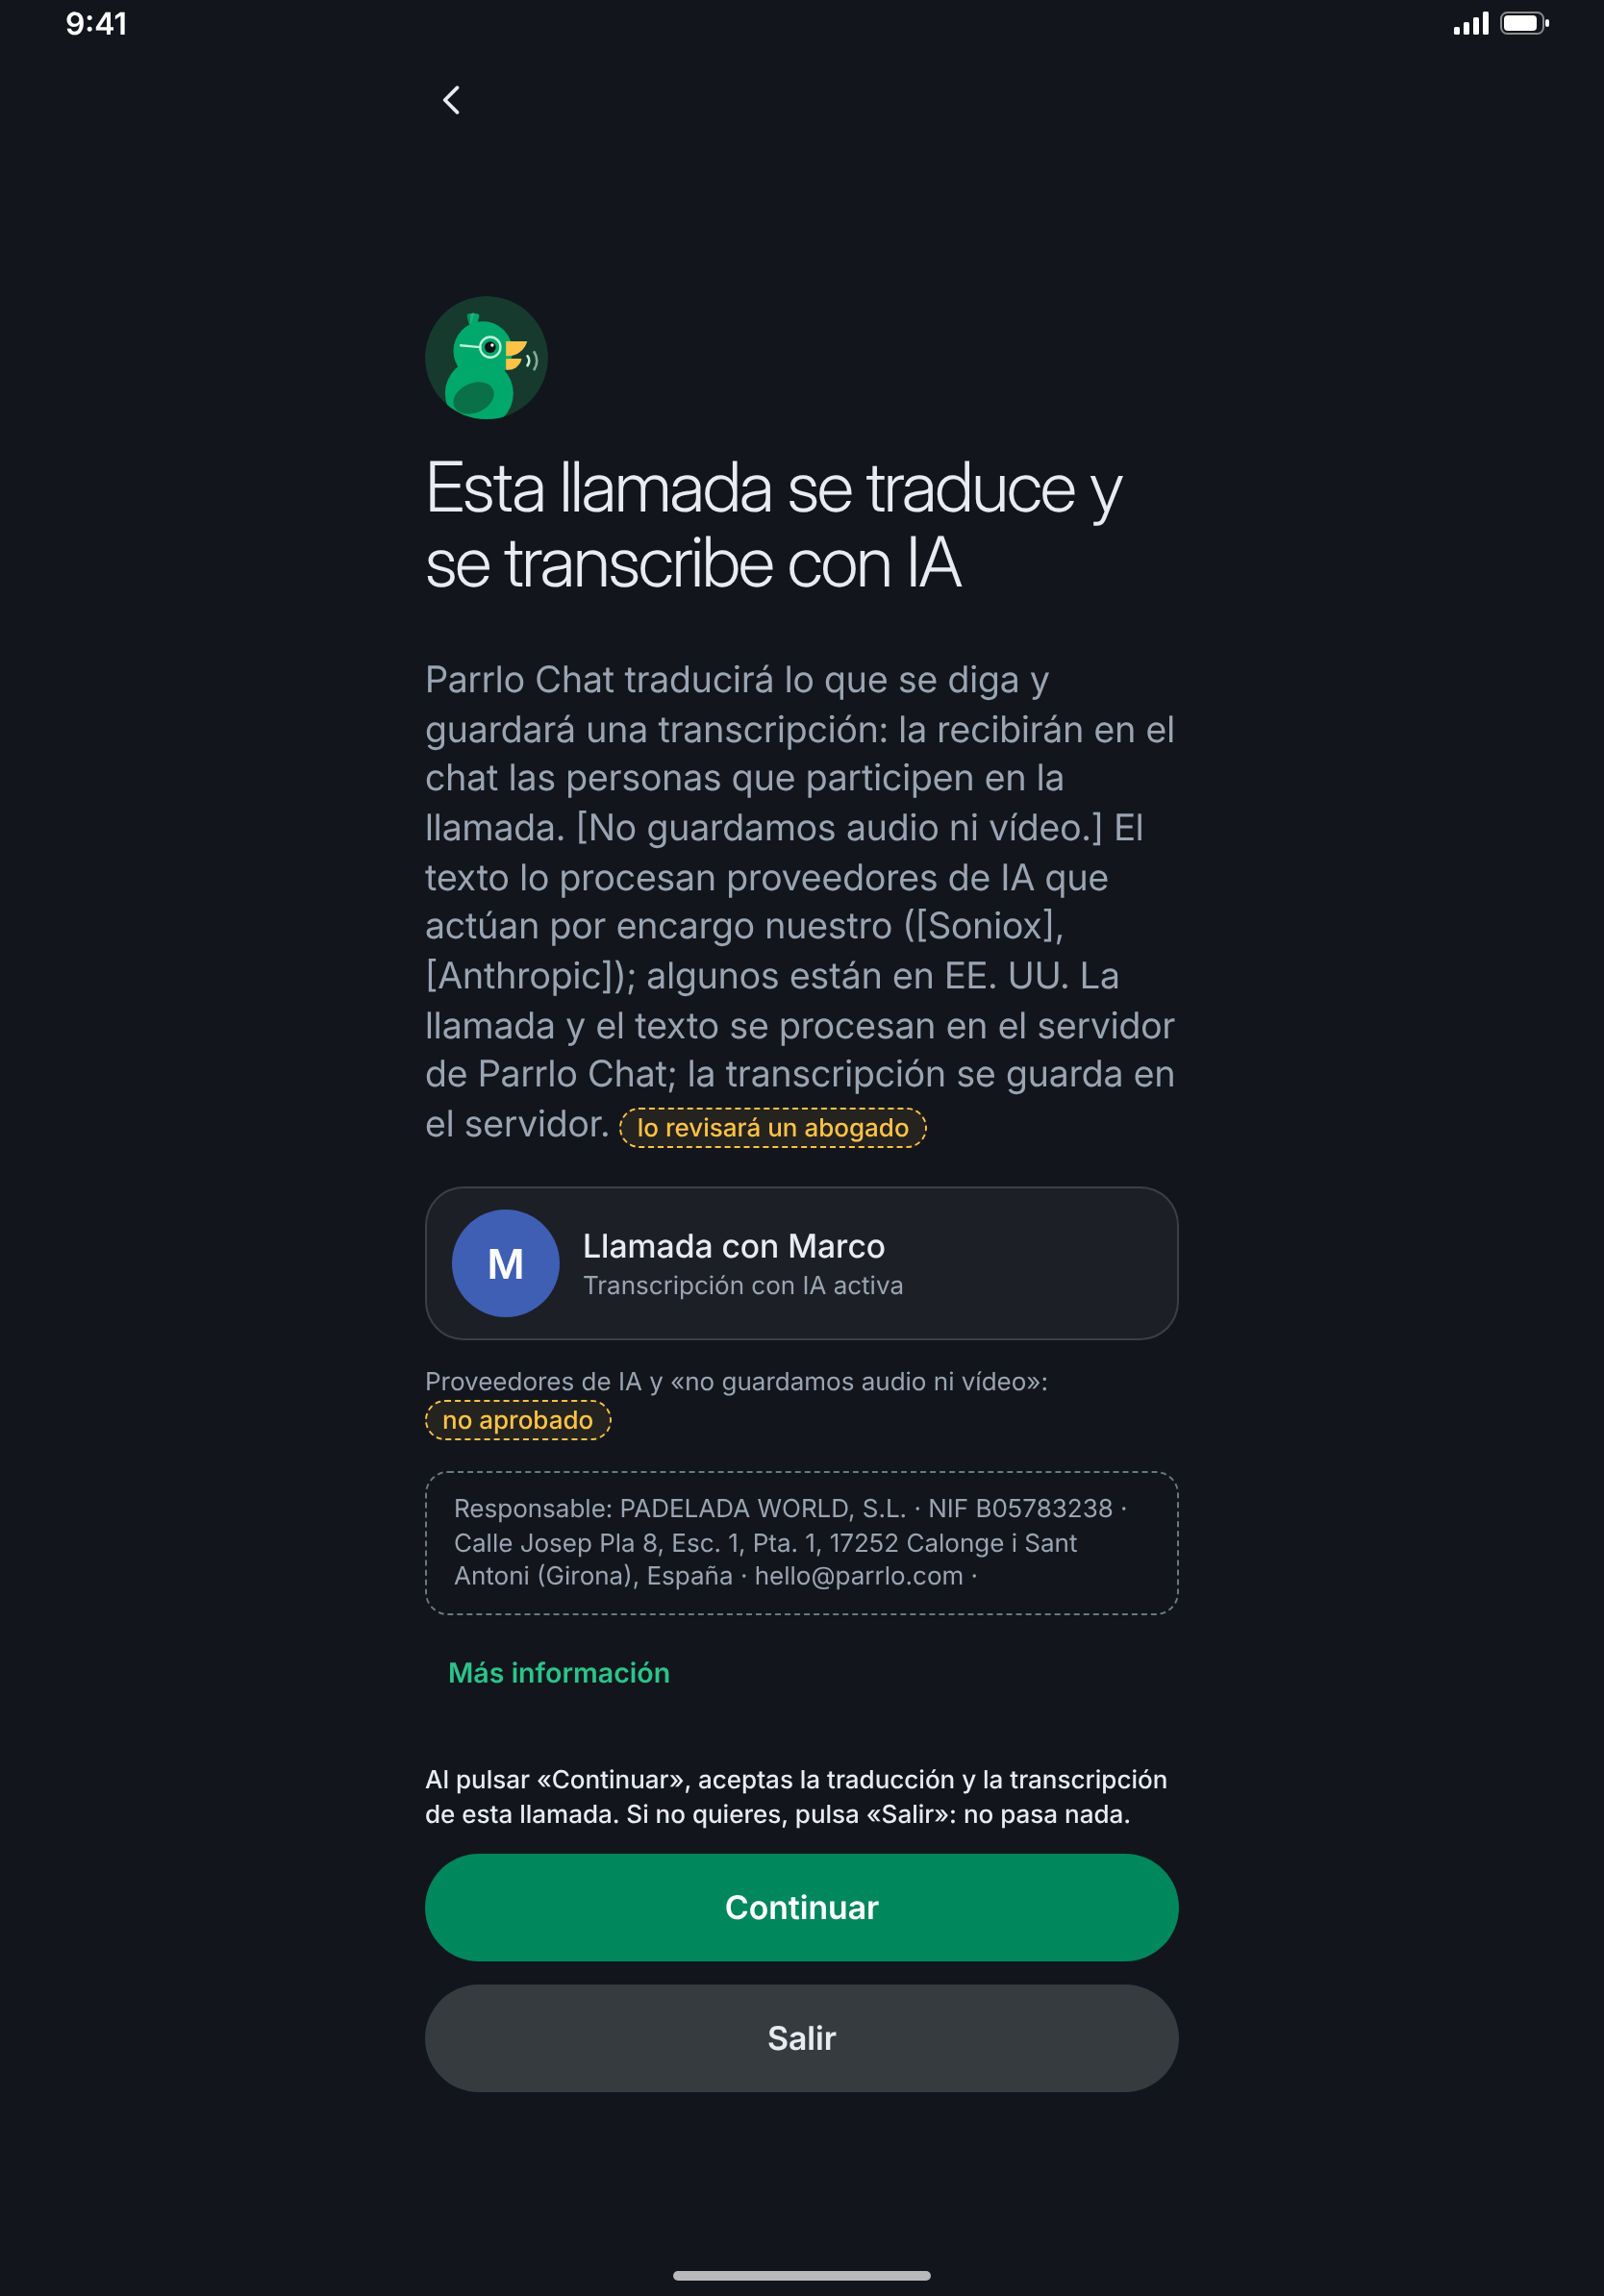 9:41
Esta llamada se traduce y
se transcribe con IA
Parrlo Chat traducirá lo que se diga y
guardará una transcripción: la recibirán en el
chat las personas que participen en la
llamada. [No guardamos audio ni vídeo.] El
texto lo procesan proveedores de IA que
actúan por encargo nuestro ([Soniox],
[Anthropic]); algunos están en EE. UU. La
llamada y el texto se procesan en el servidor
de Parrlo Chat; la transcripción se guarda en
el servidor. lo revisará un abogado
M
Llamada con Marco
Transcripción con IA activa
Proveedores de IA y «no guardamos audio ni vídeo»:
no aprobado
Responsable: PADELADA WORLD, S.L. · NIF B05783238 ·
Calle Josep Pla 8, Esc. 1, Pta. 1, 17252 Calonge i Sant
Antoni (Girona), España · hello@parrlo.com ·
Más información
Al pulsar «Continuar», aceptas la traducción y la transcripción
de esta llamada. Si no quieres, pulsa «Salir»: no pasa nada.
Continuar
Salir